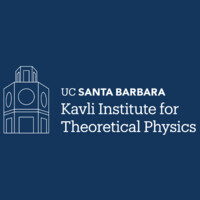 UC SANTA BARBARA
Kavli Institute for
Theoretical Physics